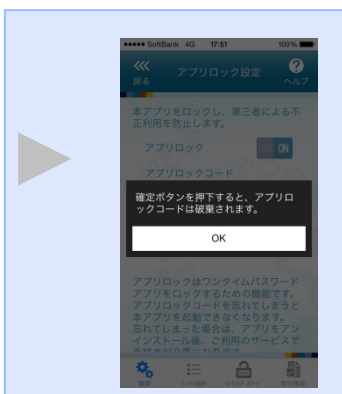 ●●●●● SoftBank 4G 17:51 100%
戻る アプリロック設定 ? ヘルプ
本アプリをロックし、第三者による不
正利用を防止します。
アプリロック OFF ON
アプリロックコード
確定ボタンを押下すると、アプリロ
ックコードは破棄されます。
OK
アプリロックはワンタイムパスワード
アプリをロックするための機能です。
アプリロックコードを忘れてしまうと
本アプリを起動できなくなります。
忘れてしまった場合は、アプリをアン
インストール後、ご利用のサービスで
設定